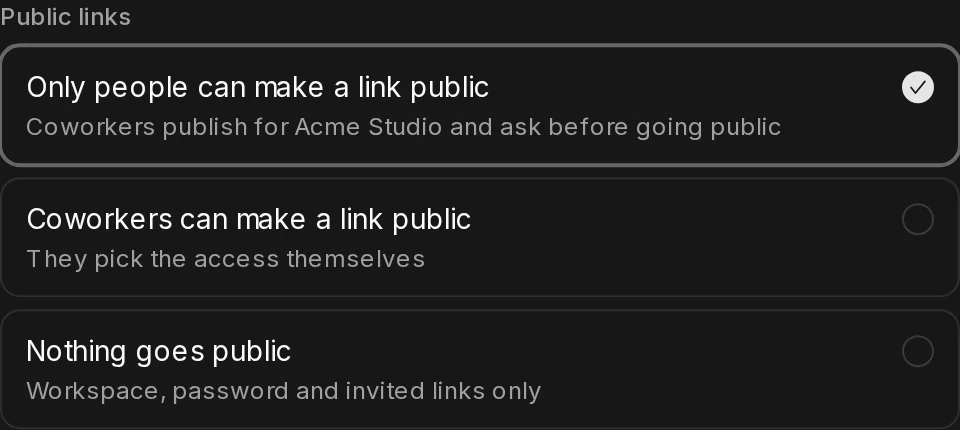 Public links
Only people can make a link public
Coworkers publish for Acme Studio and ask before going public
Coworkers can make a link public
They pick the access themselves
Nothing goes public
Workspace, password and invited links only